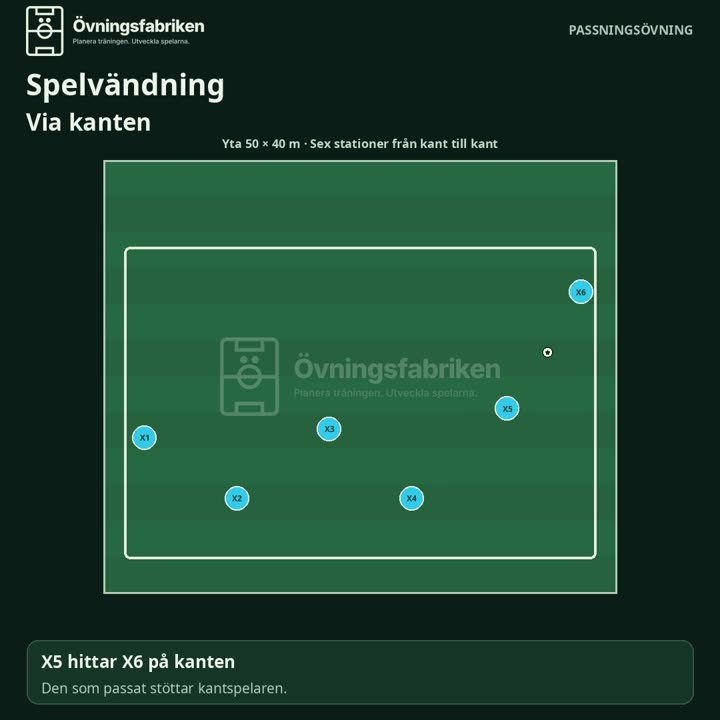 Övningsfabriken
Planera träningen. Utveckla spelarna.
PASSNINGSÖVNING
Spelvändning
Via kanten
Yta 50 × 40 m · Sex stationer från kant till kant
X6
Övningsfabriken
Planera träningen. Utveckla spelarna.
X5
X3
X1
X2
X4
X5 hittar X6 på kanten
Den som passat stöttar kantspelaren.